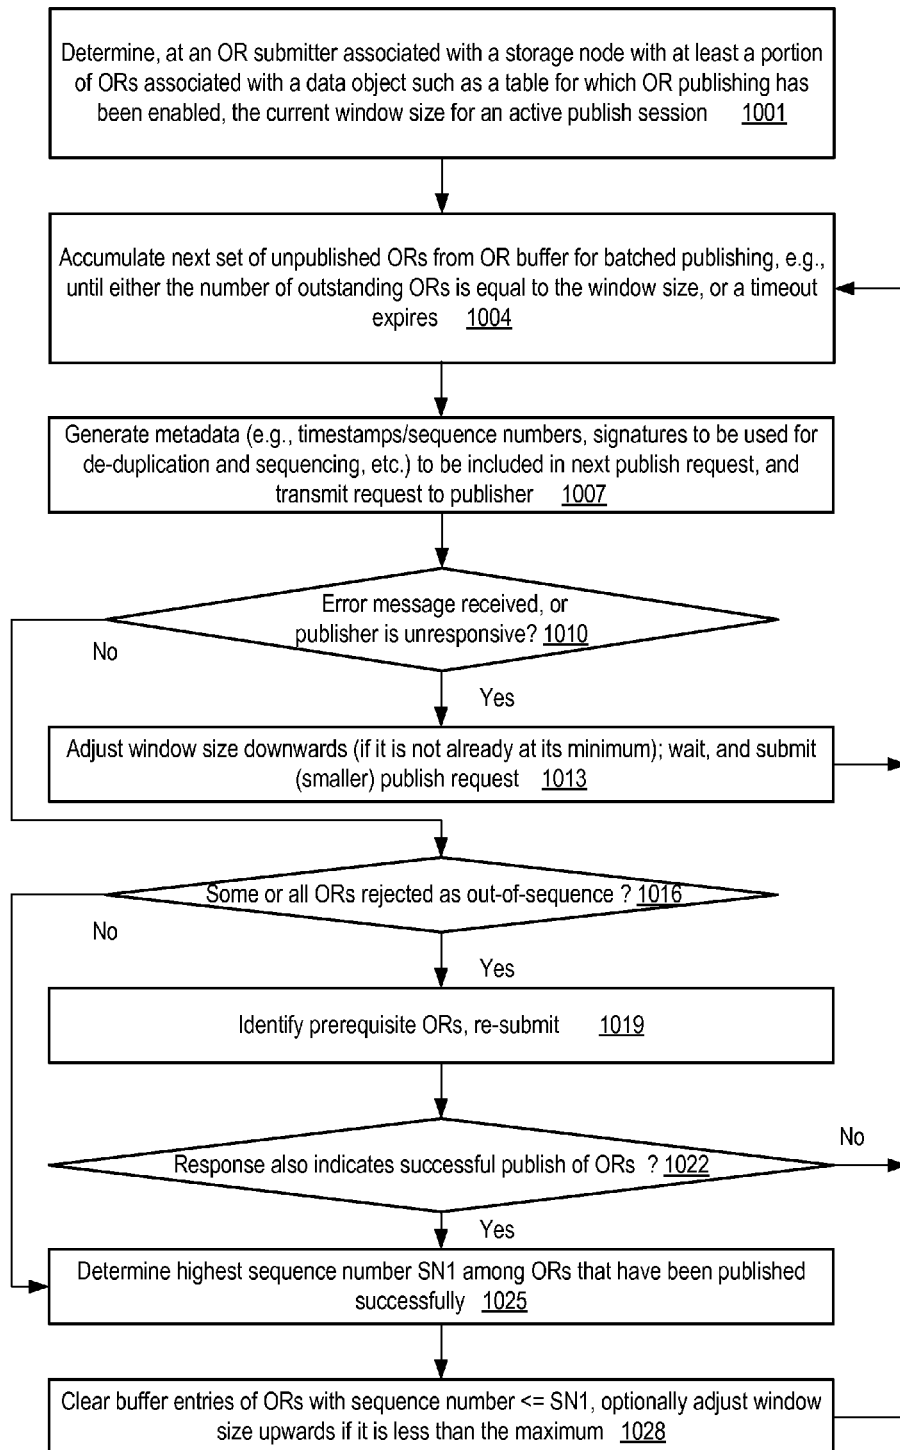 Determine, at an OR submitter associated with a storage node with at least a portion
of ORs associated with a data object such as a table for which OR publishing has
been enabled, the current window size for an active publish session 1001
Accumulate next set of unpublished ORs from OR buffer for batched publishing, e.g.,
until either the number of outstanding ORs is equal to the window size, or a timeout
expires 1004
Generate metadata (e.g., timestamps/sequence numbers, signatures to be used for
de-duplication and sequencing, etc.) to be included in next publish request, and
transmit request to publisher 1007
Error message received, or
publisher is unresponsive? 1010
No
Yes
Adjust window size downwards (if it is not already at its minimum); wait, and submit
(smaller) publish request 1013
Some or all ORs rejected as out-of-sequence ? 1016
No
Yes
Identify prerequisite ORs, re-submit 1019
No
Response also indicates successful publish of ORs ? 1022
Yes
Determine highest sequence number SN1 among ORs that have been published
successfully 1025
Clear buffer entries of ORs with sequence number <= SN1, optionally adjust window
size upwards if it is less than the maximum 1028